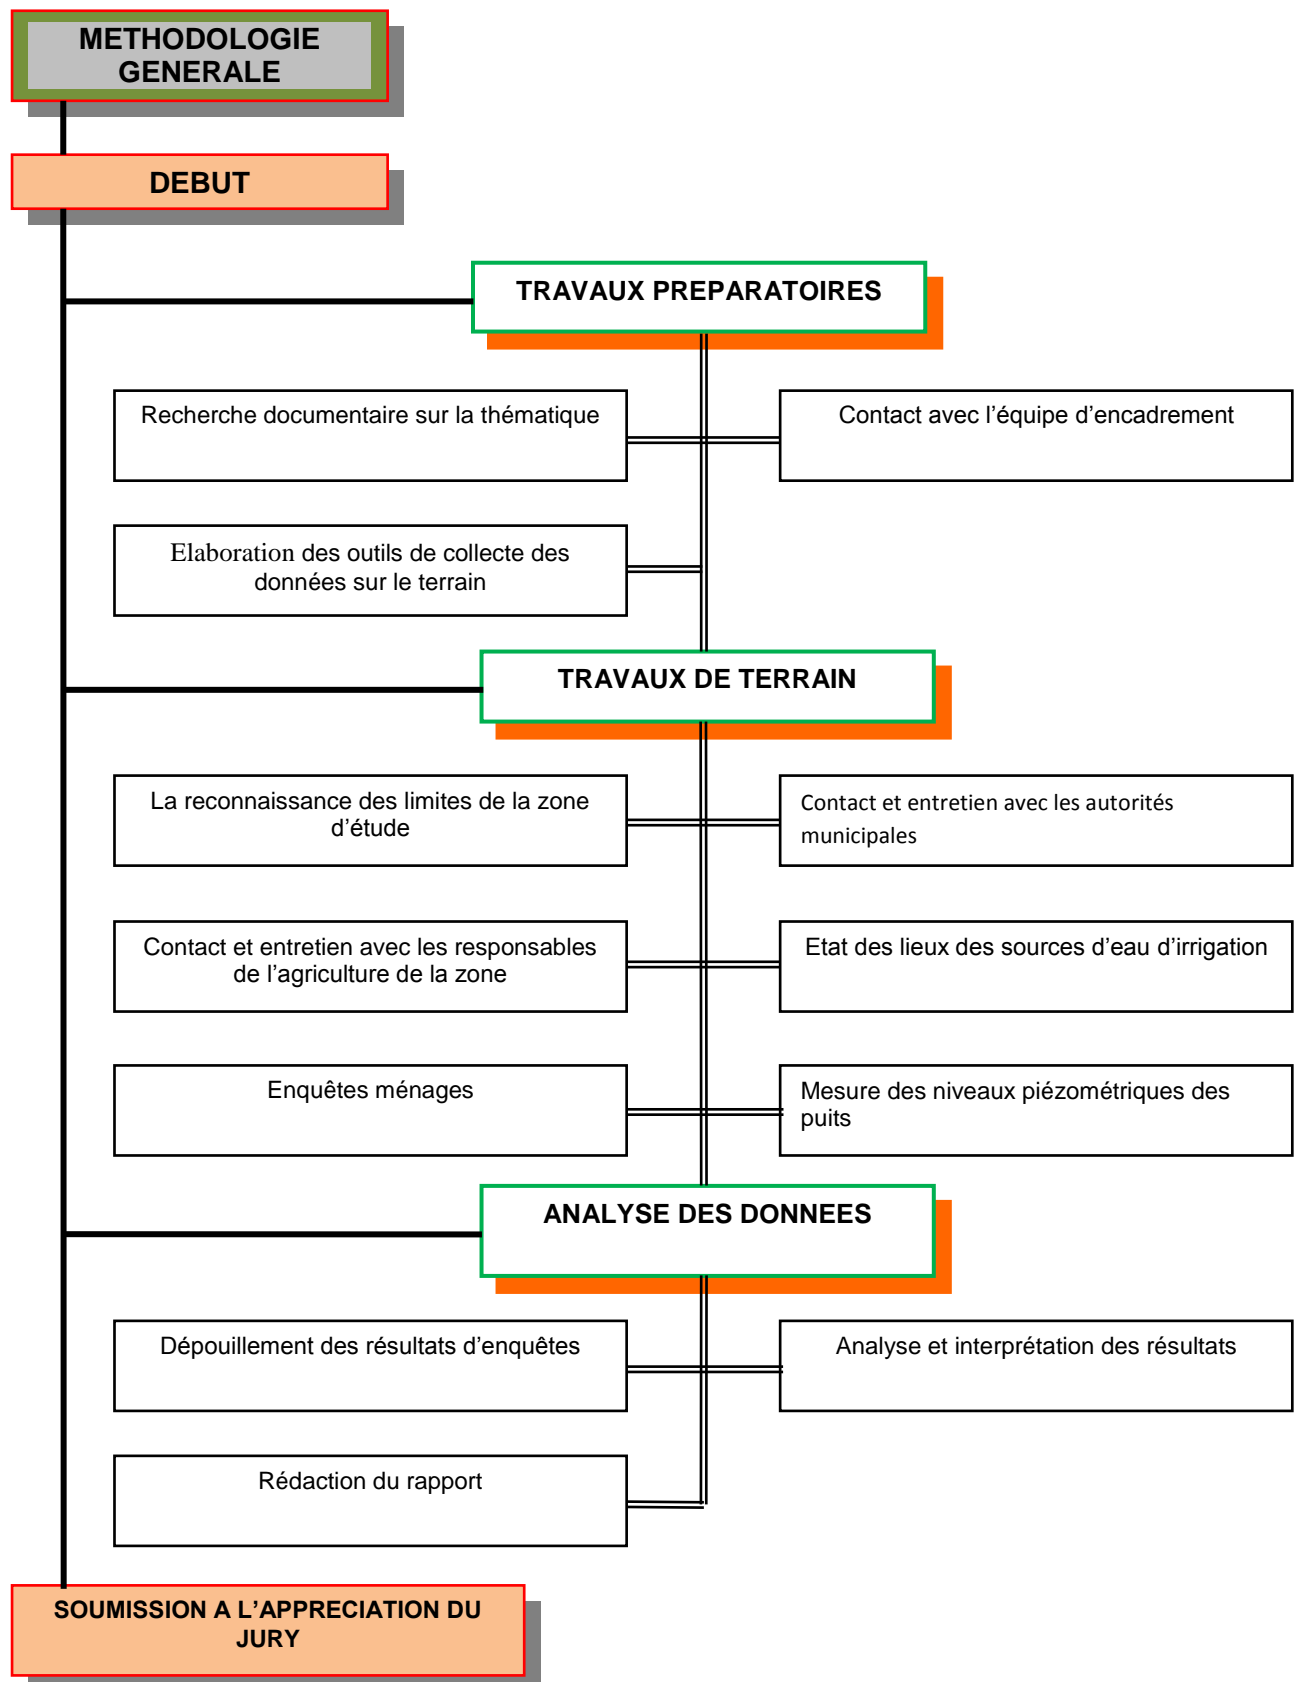 METHODOLOGIE
GENERALE
DEBUT
TRAVAUX PREPARATOIRES
Recherche documentaire sur la thématique
Contact avec l’équipe d’encadrement
Elaboration des outils de collecte des
données sur le terrain
TRAVAUX DE TERRAIN
La reconnaissance des limites de la zone
d’étude
Contact et entretien avec les autorités
municipales
Contact et entretien avec les responsables
de l’agriculture de la zone
Etat des lieux des sources d’eau d’irrigation
Enquêtes ménages
Mesure des niveaux piézométriques des
puits
ANALYSE DES DONNEES
Dépouillement des résultats d’enquêtes
Analyse et interprétation des résultats
Rédaction du rapport
SOUMISSION A L’APPRECIATION DU
JURY